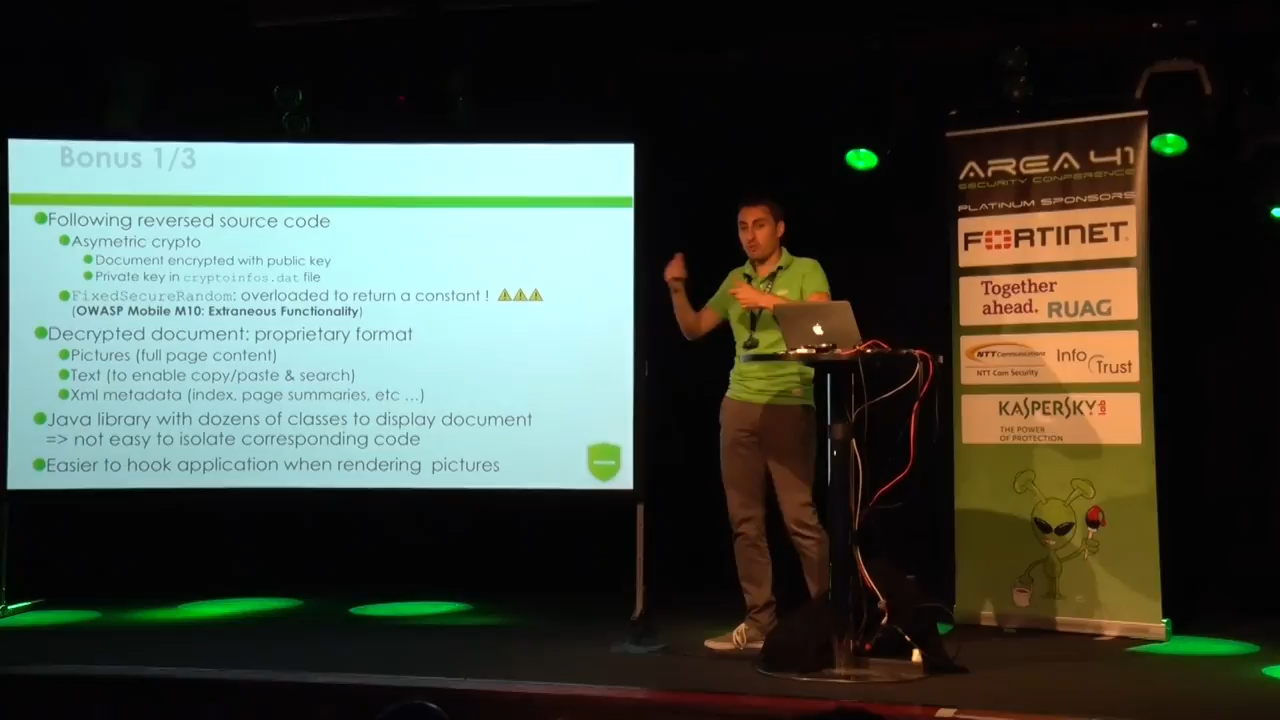 Bonus 1/3
Following reversed source code
Asymetric crypto
Document encrypted with public key
Private key in cryptoinfos.dat file
FixedSecureRandom: overloaded to return a constant !
(OWASP Mobile M10: Extraneous Functionality)
Decrypted document: proprietary format
Pictures (full page content)
Text (to enable copy/paste & search)
Xml metadata (index, page summaries, etc ...)
Java library with dozens of classes to display document
=> not easy to isolate corresponding code
Easier to hook application when rendering pictures
AREA 41
SECURITY CONFERENCE
PLATINUM SPONSORS
FORTINET
Together
ahead. RUAG
NTT Communications
NTT Com Security
InfoTrust
KASPERSKY lab
THE POWER
OF PROTECTION